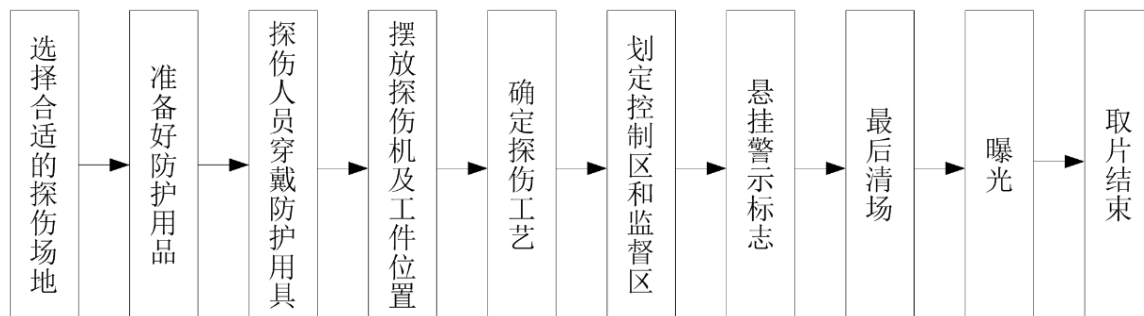 选择合适的探伤场地
准备好防护用品
探伤人员穿戴防护用具
摆放探伤机及工件位置
确定探伤工艺
划定控制区和监督区
悬挂警示标志
最后清场
曝光
取片结束